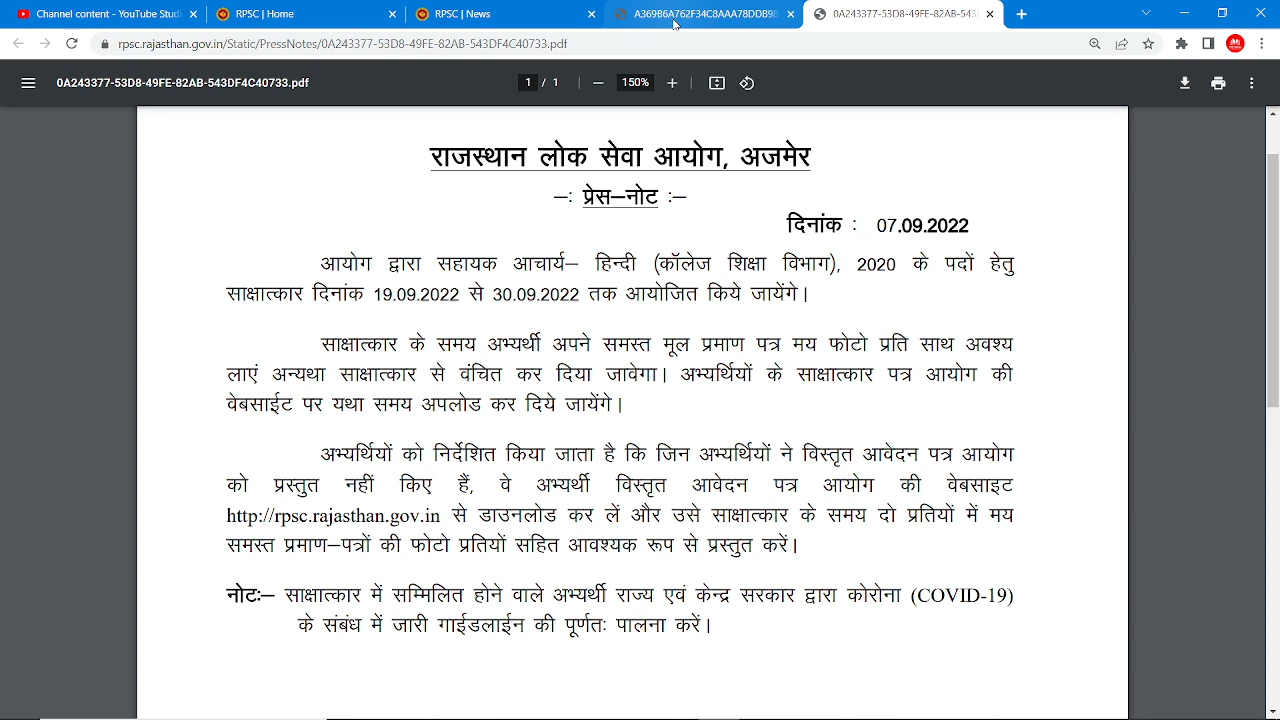 Channel content - YouTube Studi
RPSC | Home
RPSC | News
A369B6A762F34C8AAA78DDB98
0A243377-53D8-49FE-82AB-543
rpsc.rajasthan.gov.in/Static/PressNotes/0A243377-53D8-49FE-82AB-543DF4C40733.pdf
0A243377-53D8-49FE-82AB-543DF4C40733.pdf
1 / 1
150%
राजस्थान लोक सेवा आयोग, अजमेर
–: प्रेस–नोट :–
दिनांक : 07.09.2022
आयोग द्वारा सहायक आचार्य– हिन्दी (कॉलेज शिक्षा विभाग), 2020 के पदों हेतु
साक्षात्कार दिनांक 19.09.2022 से 30.09.2022 तक आयोजित किये जायेंगे।
साक्षात्कार के समय अभ्यर्थी अपने समस्त मूल प्रमाण पत्र मय फोटो प्रति साथ अवश्य
लाएं अन्यथा साक्षात्कार से वंचित कर दिया जावेगा। अभ्यर्थियों के साक्षात्कार पत्र आयोग की
वेबसाईट पर यथा समय अपलोड कर दिये जायेंगे।
अभ्यर्थियों को निर्देशित किया जाता है कि जिन अभ्यर्थियों ने विस्तृत आवेदन पत्र आयोग
को प्रस्तुत नहीं किए हैं, वे अभ्यर्थी विस्तृत आवेदन पत्र आयोग की वेबसाइट
http://rpsc.rajasthan.gov.in से डाउनलोड कर लें और उसे साक्षात्कार के समय दो प्रतियों में मय
समस्त प्रमाण–पत्रों की फोटो प्रतियों सहित आवश्यक रूप से प्रस्तुत करें।
नोटः– साक्षात्कार में सम्मिलित होने वाले अभ्यर्थी राज्य एवं केन्द्र सरकार द्वारा कोरोना (COVID-19)
के संबंध में जारी गाईडलाईन की पूर्णतः पालना करें।